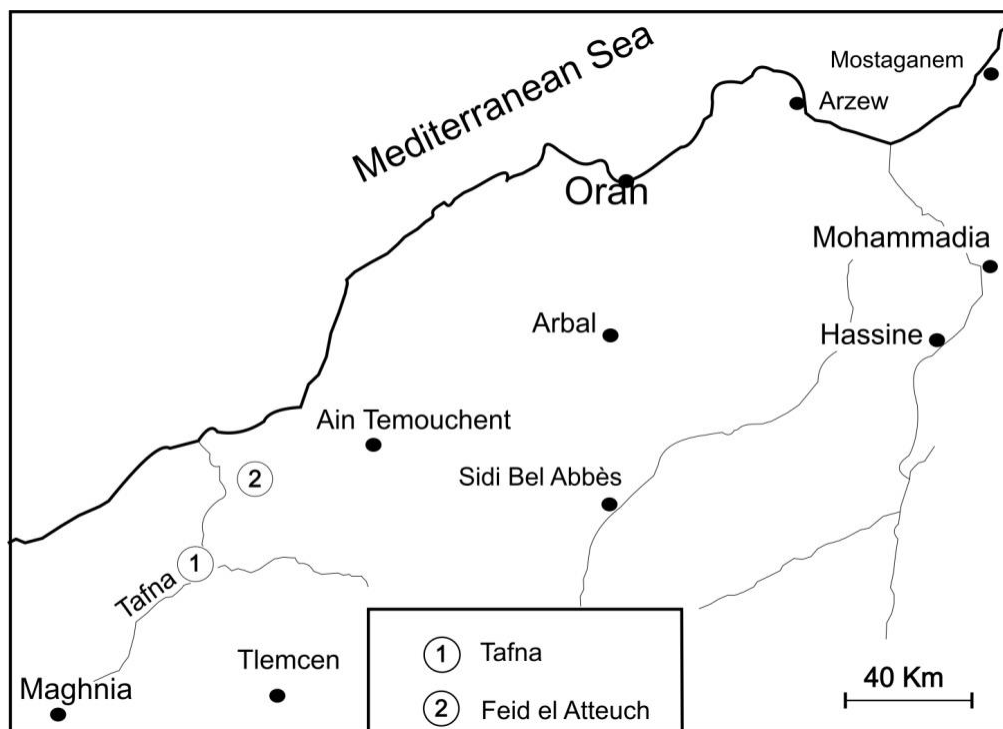 Mediterranean Sea
Mostaganem
Arzew
Oran
Mohammadia
Arbal
Hassine
Ain Temouchent
Sidi Bel Abbès
2
1
Tafna
Tlemcen
Maghnia
1 Tafna
2 Feid el Atteuch
40 Km